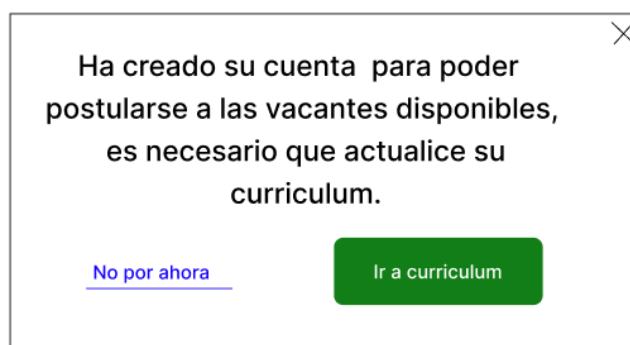 Ha creado su cuenta  para poder
postularse a las vacantes disponibles,
es necesario que actualice su
curriculum.
No por ahora
Ir a curriculum